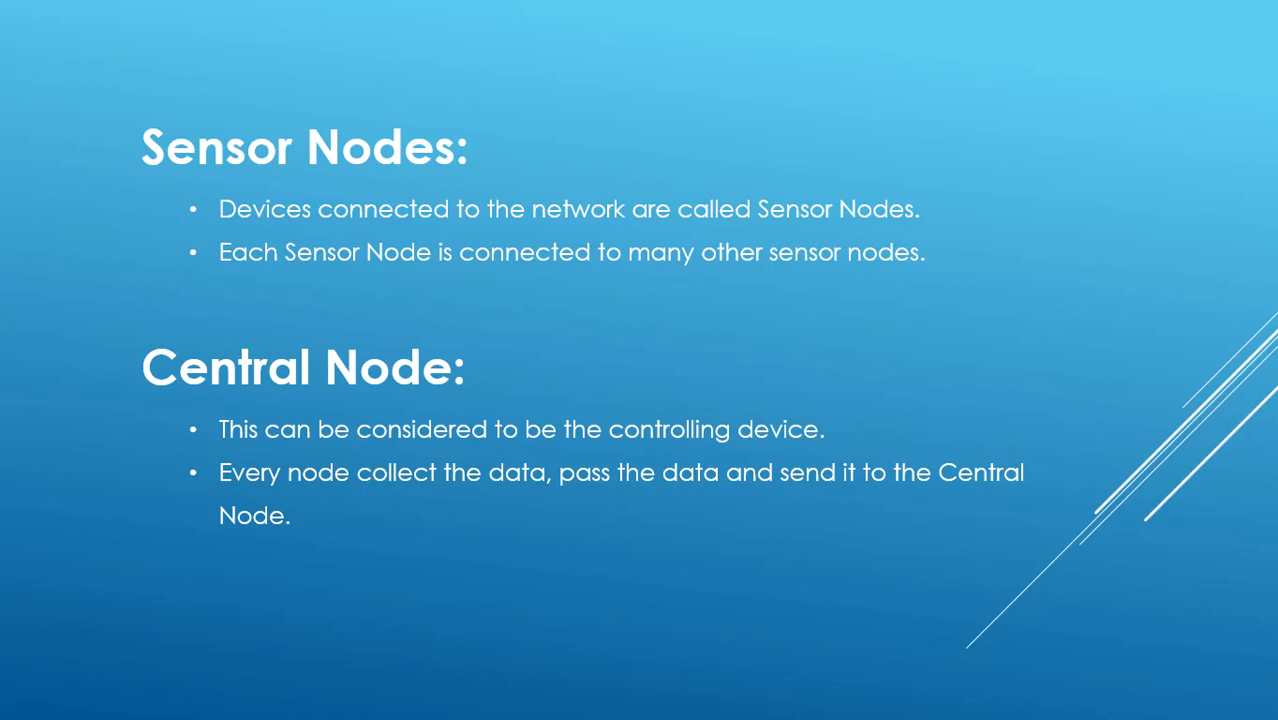 Sensor Nodes:
• Devices connected to the network are called Sensor Nodes.
• Each Sensor Node is connected to many other sensor nodes.
Central Node:
• This can be considered to be the controlling device.
• Every node collect the data, pass the data and send it to the Central
Node.